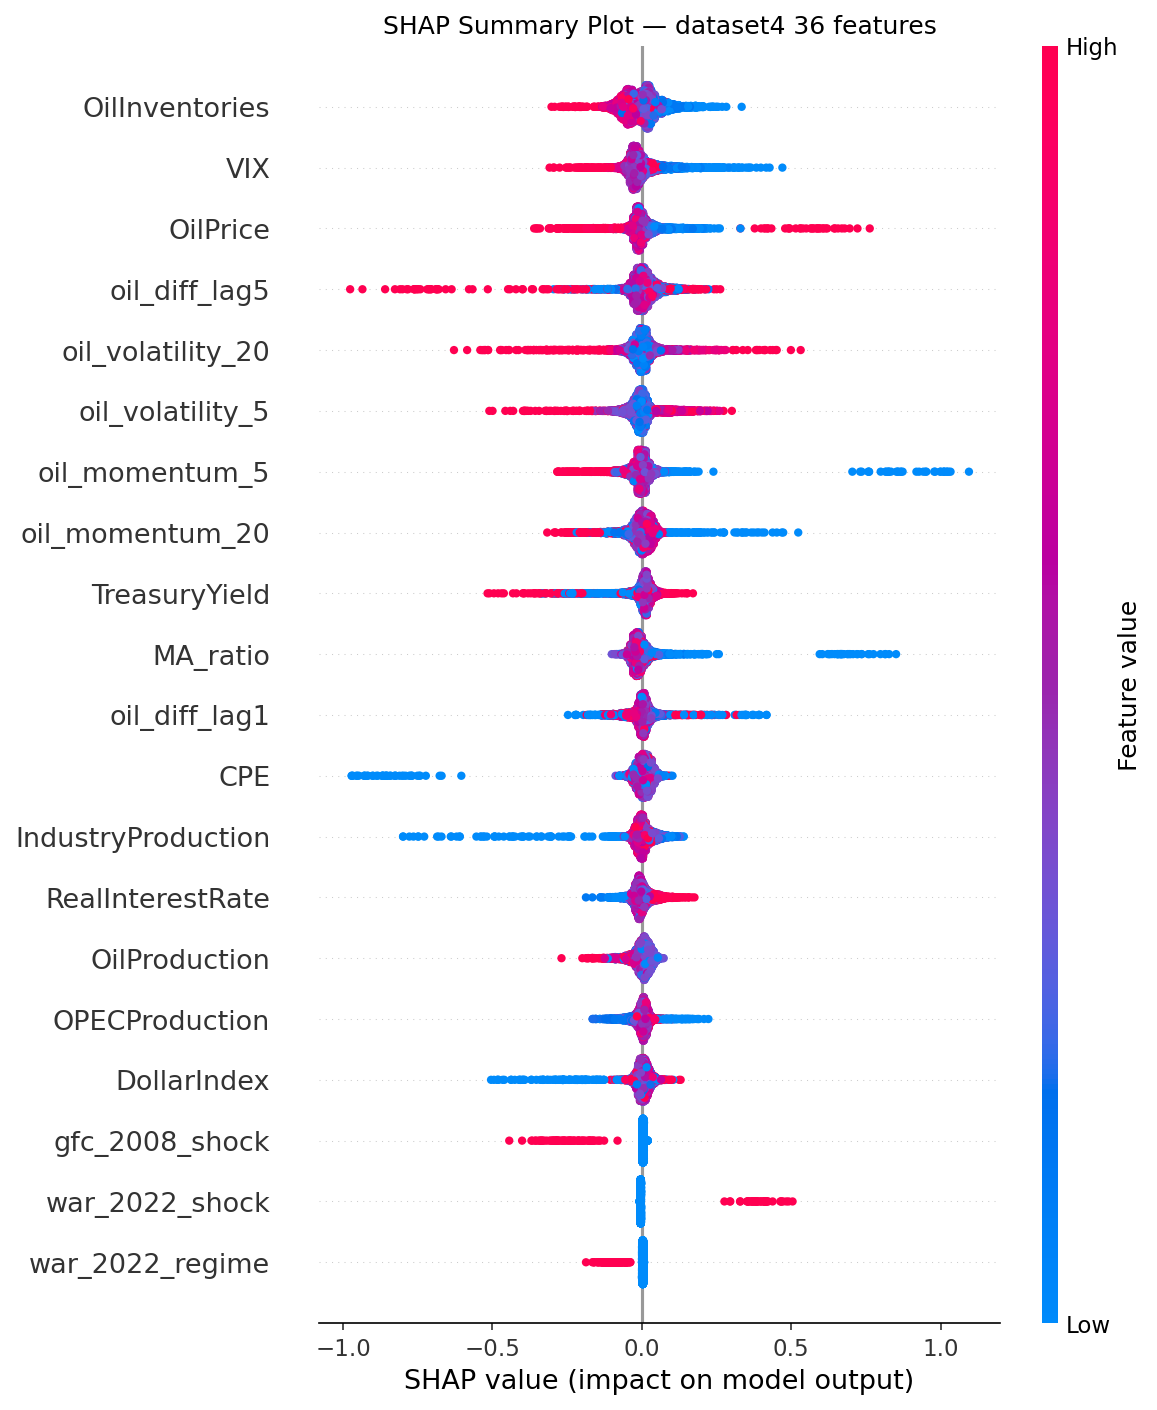 SHAP Summary Plot — dataset4 36 features
High
OilInventories
VIX
OilPrice
oil_diff_lag5
oil_volatility_20
oil_volatility_5
oil_momentum_5
oil_momentum_20
TreasuryYield
MA_ratio
oil_diff_lag1
CPE
IndustryProduction
RealInterestRate
OilProduction
OPECProduction
DollarIndex
gfc_2008_shock
war_2022_shock
war_2022_regime
Feature value
Low
−1.0 −0.5 0.0 0.5 1.0
SHAP value (impact on model output)